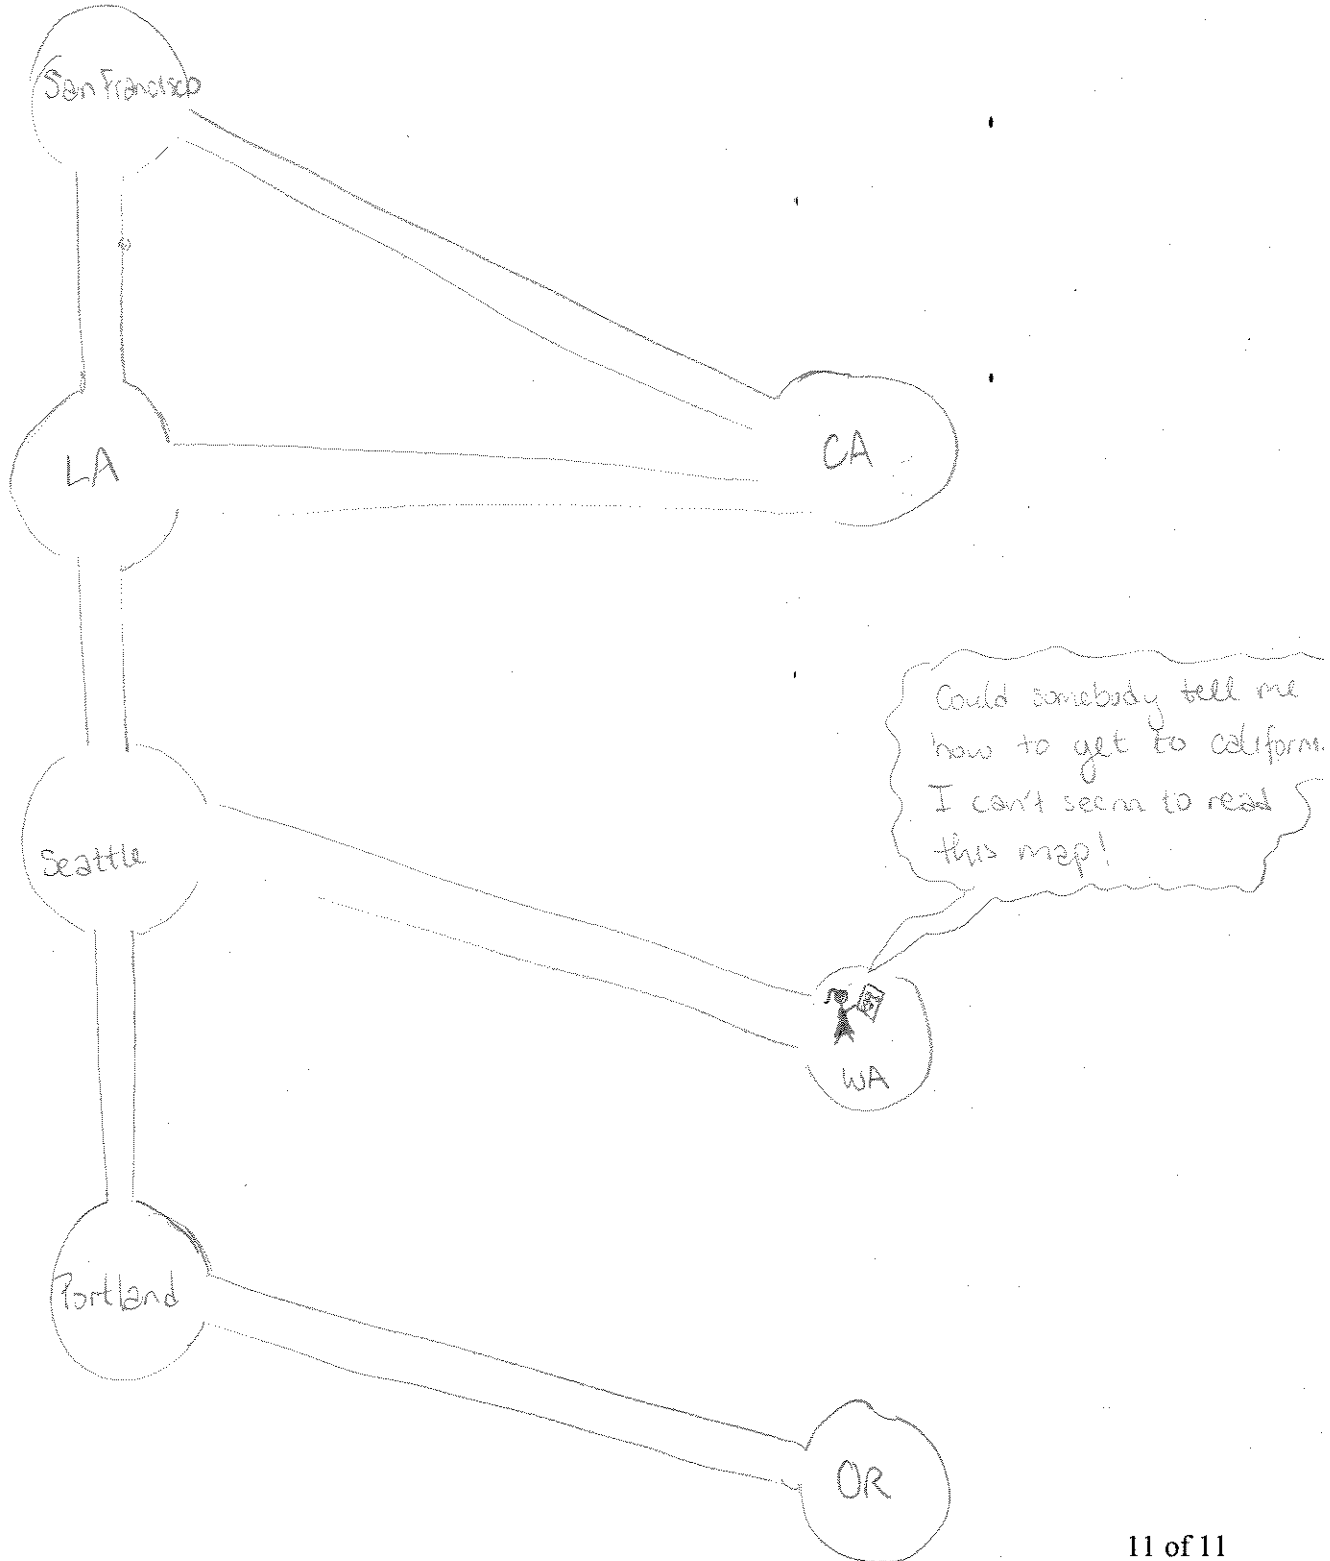 San Francisco
LA
CA
Could somebody tell me
how to get to californi
I can't seem to read
this map!
Seattle
WA
Portland
OR
11 of 11